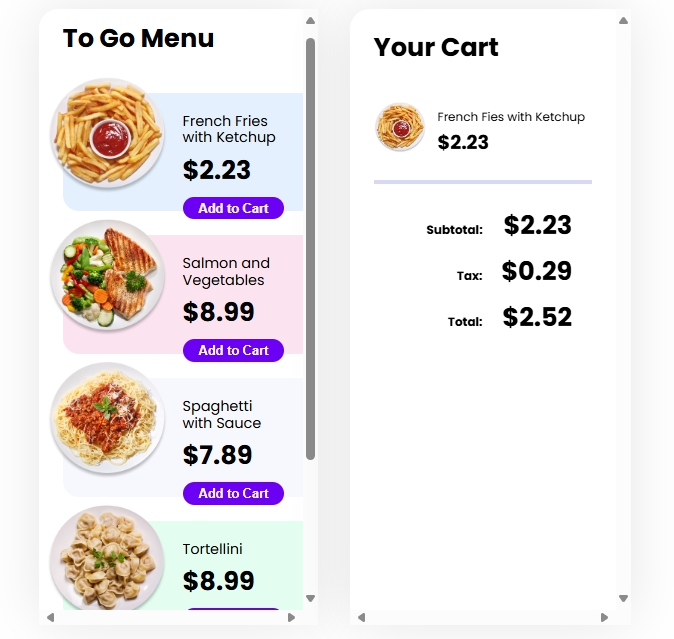 To Go Menu
French Fries
with Ketchup
$2.23
Add to Cart
Salmon and
Vegetables
$8.99
Add to Cart
Spaghetti
with Sauce
$7.89
Add to Cart
Tortellini
$8.99
Your Cart
French Fies with Ketchup
$2.23
Subtotal: $2.23
Tax: $0.29
Total: $2.52